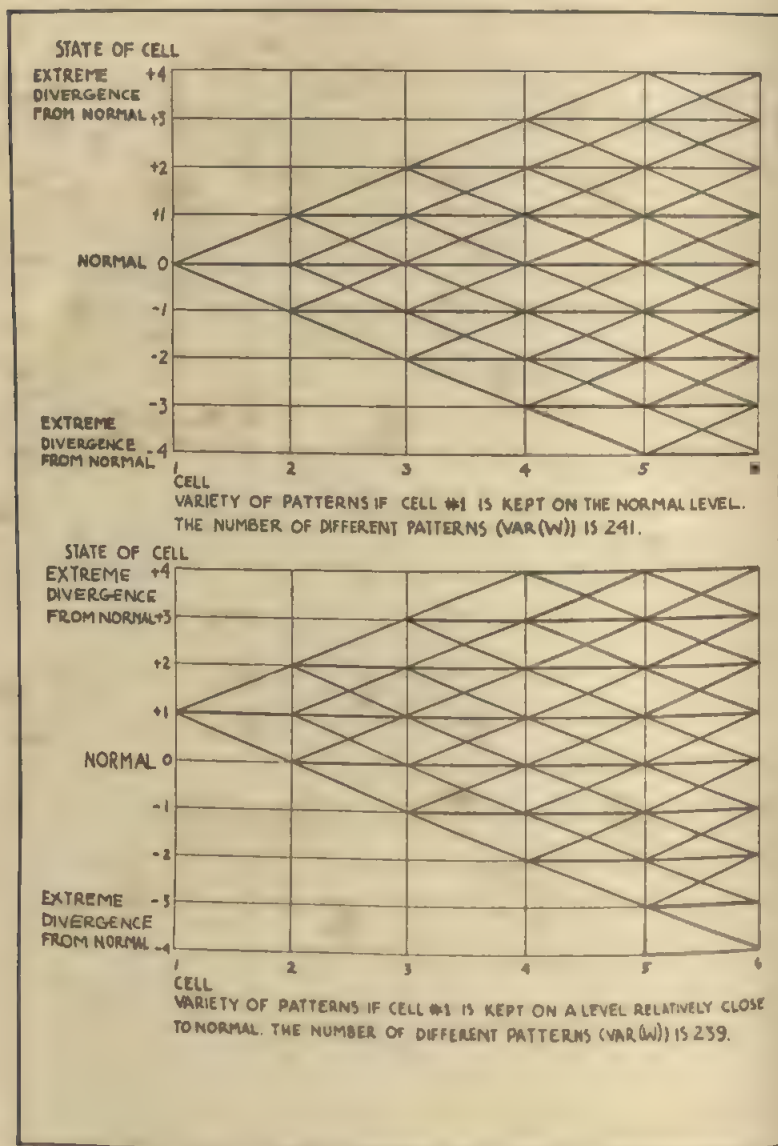 STATE OF CELL
EXTREME +4
DIVERGENCE
FROM NORMAL +3
+2
+1
NORMAL 0
-1
-2
-3
EXTREME
DIVERGENCE
FROM NORMAL -4
1 2 3 4 5
CELL
VARIETY OF PATTERNS IF CELL #1 IS KEPT ON THE NORMAL LEVEL.
THE NUMBER OF DIFFERENT PATTERNS (VAR(W)) IS 241.
STATE OF CELL
EXTREME +4
DIVERGENCE
FROM NORMAL +3
+2
+1
NORMAL 0
-1
-2
-3
EXTREME
DIVERGENCE
FROM NORMAL -4
1 2 3 4 5 6
CELL
VARIETY OF PATTERNS IF CELL #1 IS KEPT ON A LEVEL RELATIVELY CLOSE
TO NORMAL. THE NUMBER OF DIFFERENT PATTERNS (VAR(W)) IS 239.